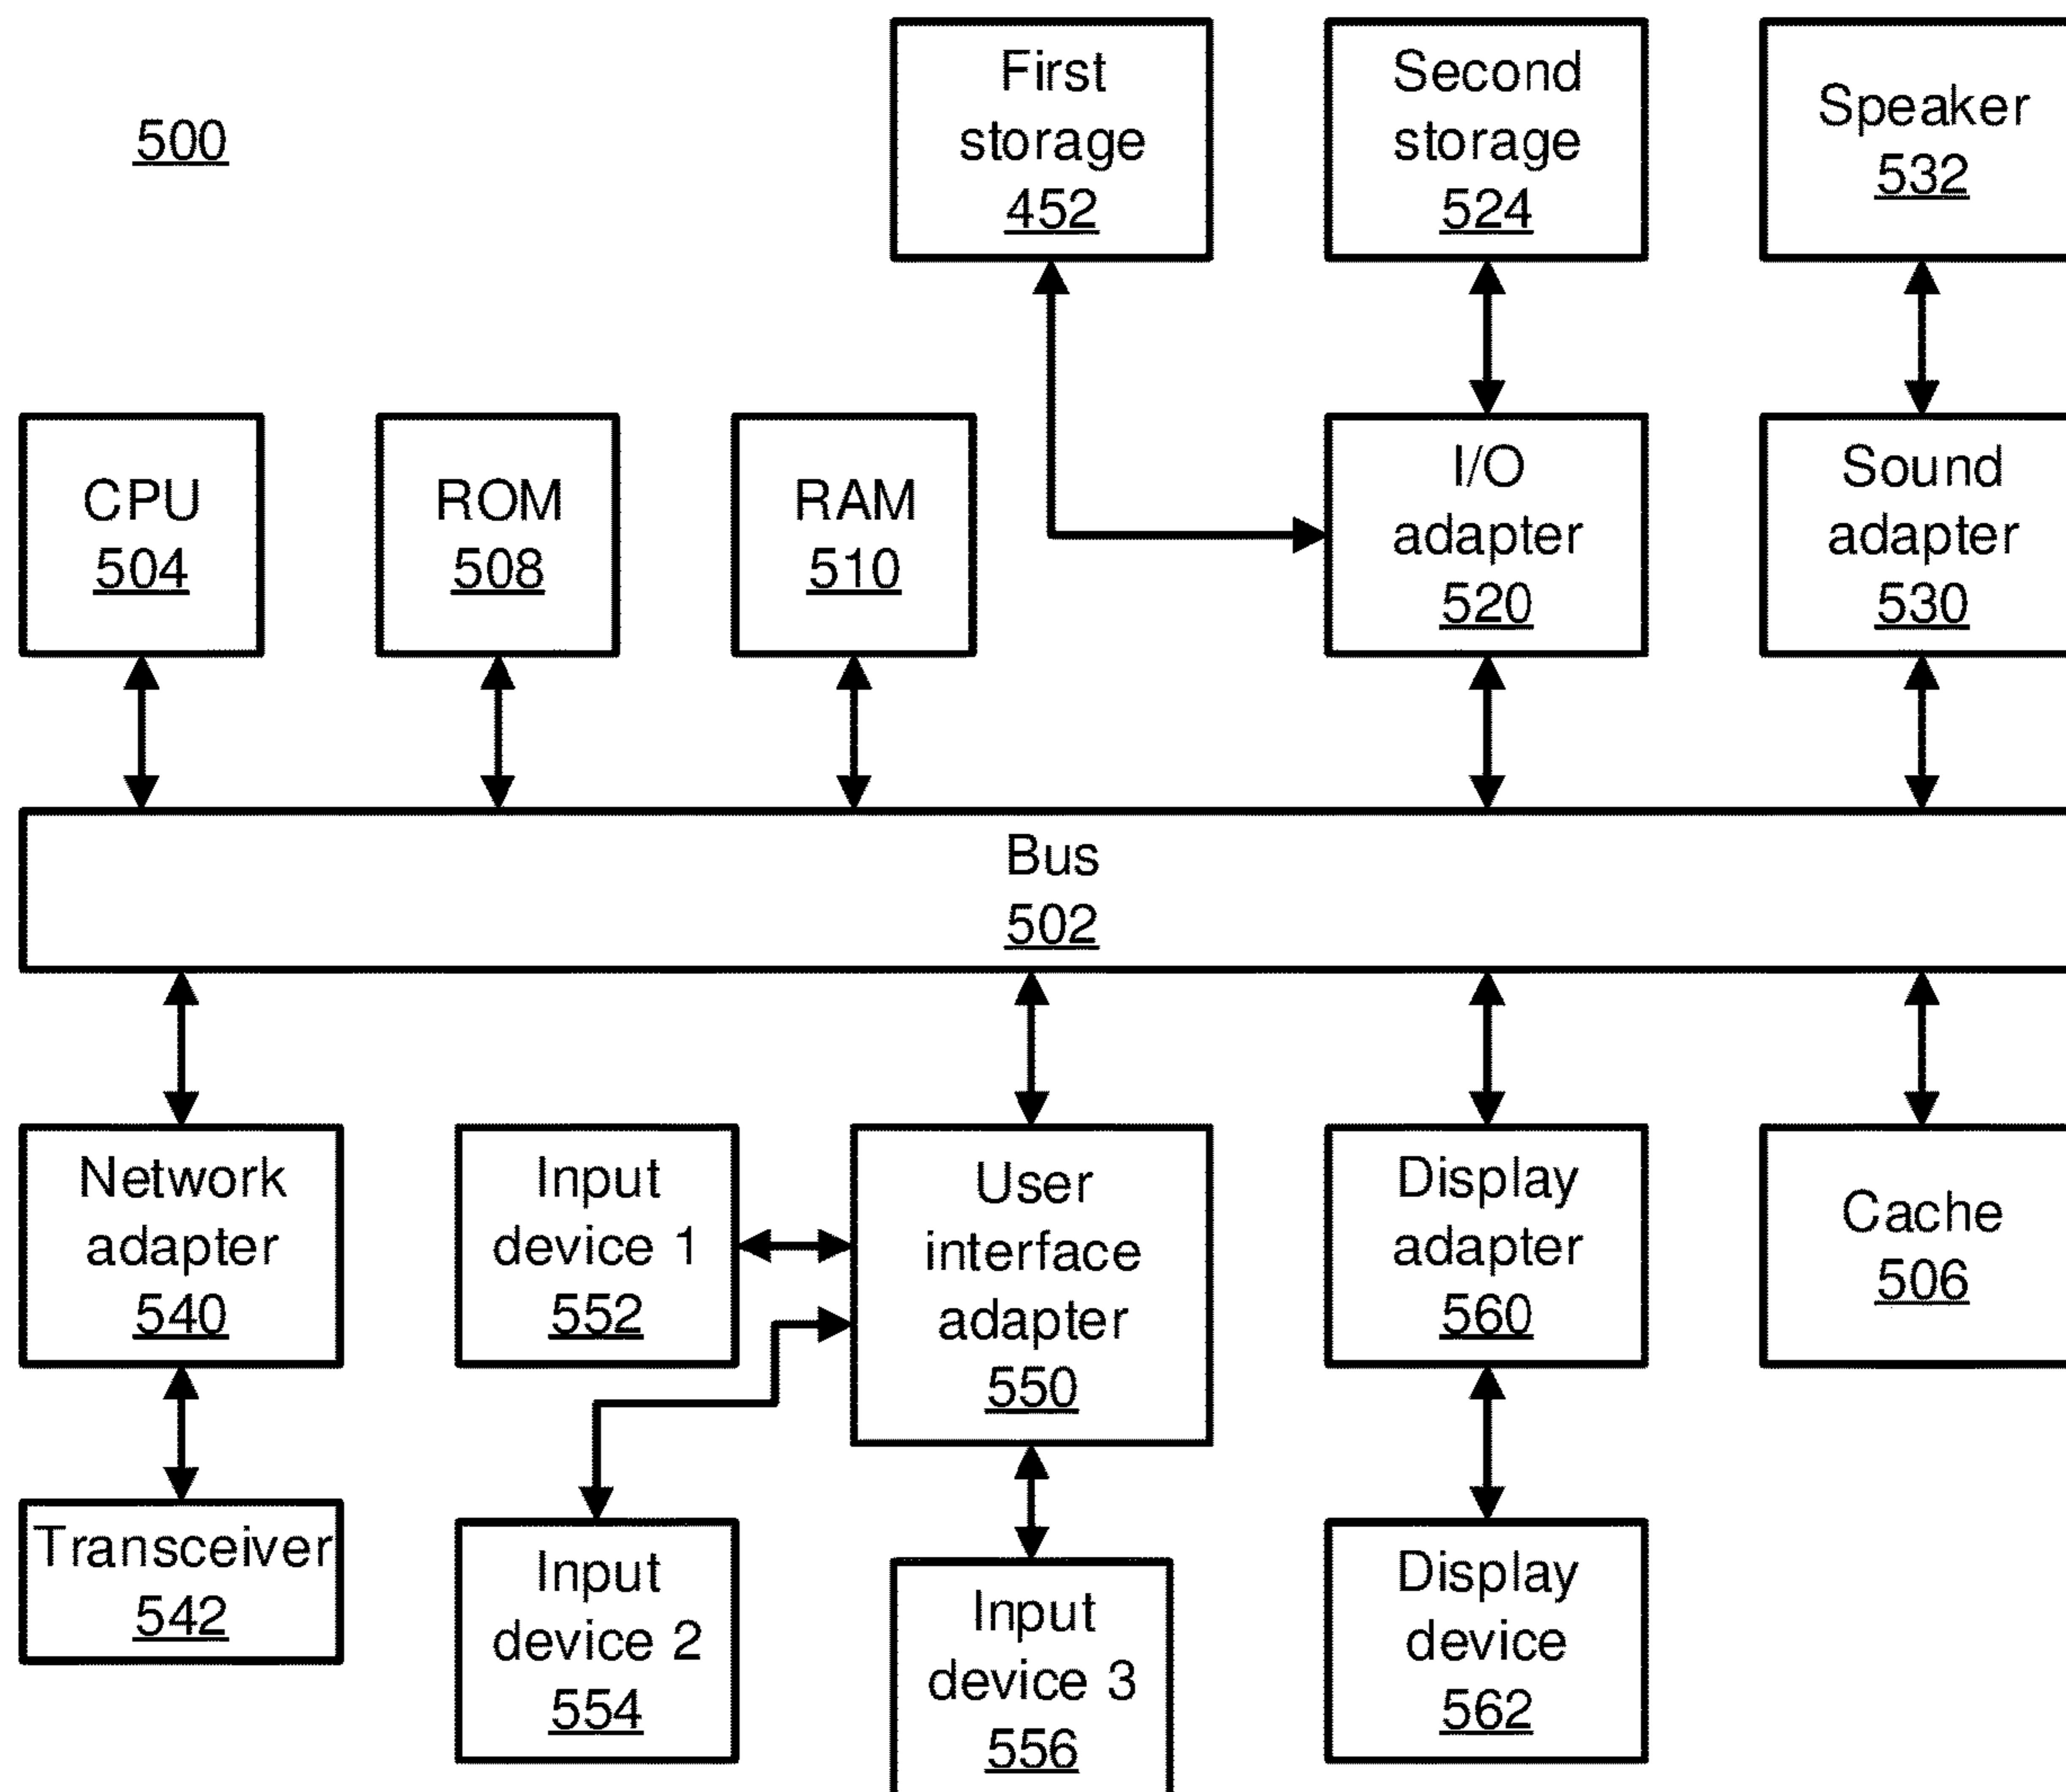 500
First
storage
452
Second
storage
524
Speaker
532
CPU
504
ROM
508
RAM
510
I/O
adapter
520
Sound
adapter
530
Bus
502
Network
adapter
540
Input
device 1
552
User
interface
adapter
550
Display
adapter
560
Cache
506
Transceiver
542
Input
device 2
554
Input
device 3
556
Display
device
562